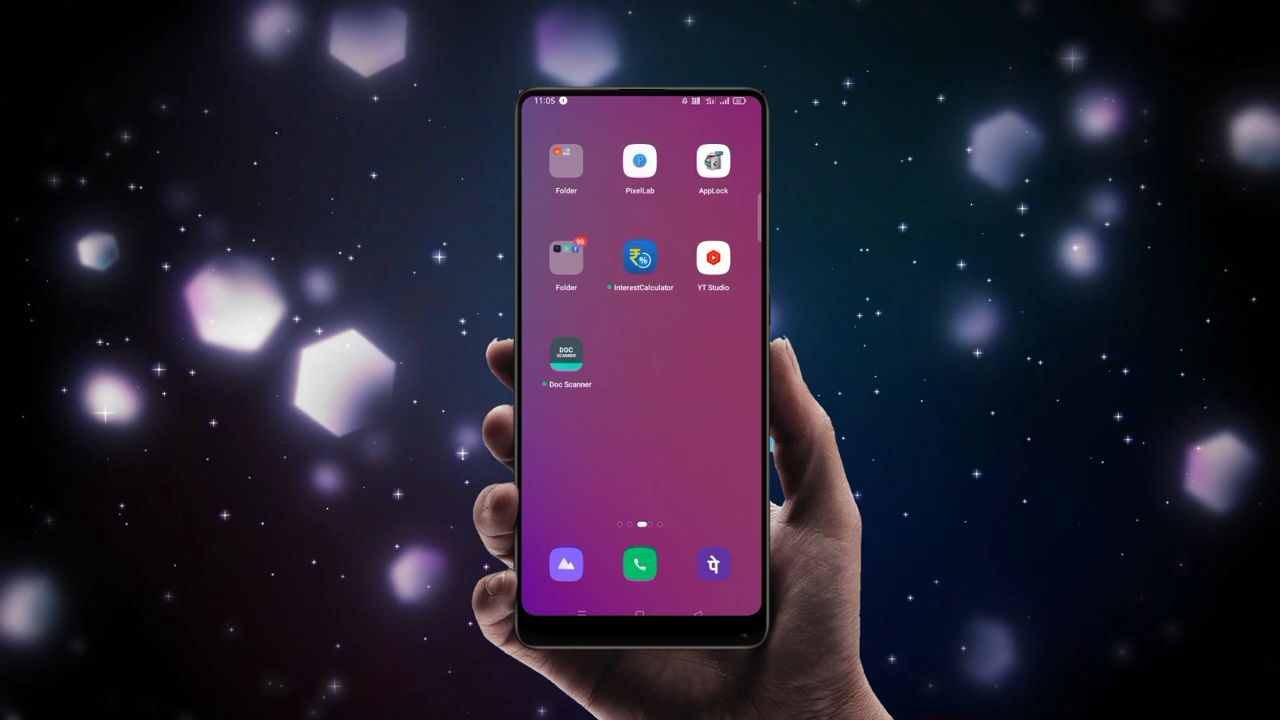 11:05
Folder
PixelLab
AppLock
99
Folder
₹%
InterestCalculator
YT Studio
DOC
SCANNER
Doc Scanner
पे